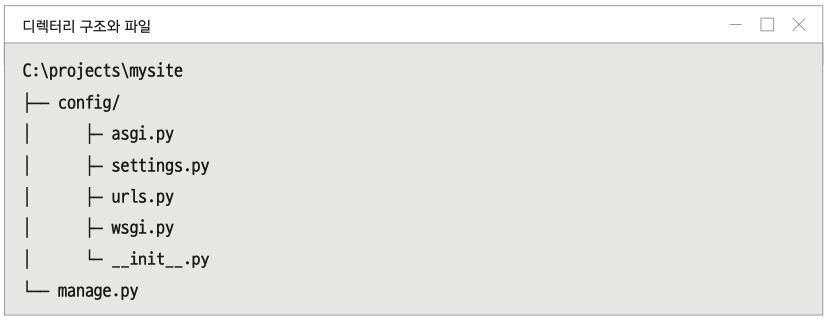 디렉터리 구조와 파일
C:\projects\mysite
├── config/
│      ├─ asgi.py
│      ├─ settings.py
│      ├─ urls.py
│      ├─ wsgi.py
│      └─ __init__.py
└── manage.py